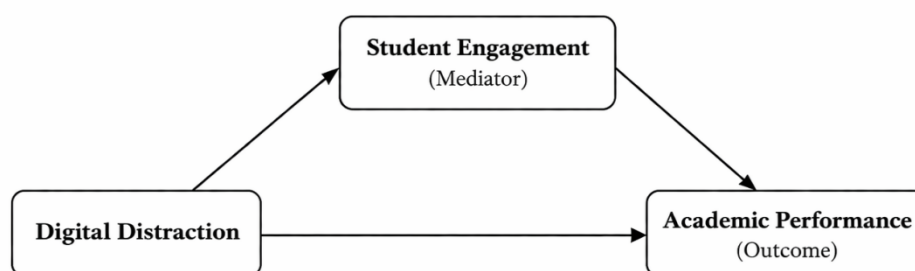 Student Engagement
(Mediator)
Digital Distraction
Academic Performance
(Outcome)